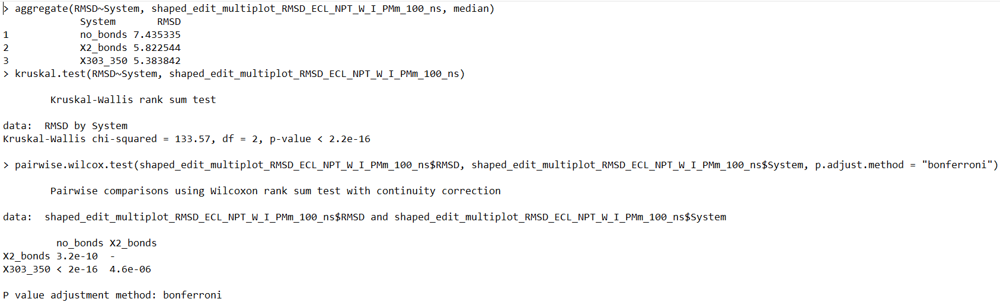 > aggregate(RMSD~System, shaped_edit_multiplot_RMSD_ECL_NPT_W_I_PMm_100_ns, median)
             System       RMSD
1            no_bonds 7.435335
2            X2_bonds 5.822544
3            X303_350 5.383842
> kruskal.test(RMSD~System, shaped_edit_multiplot_RMSD_ECL_NPT_W_I_PMm_100_ns)
        Kruskal-Wallis rank sum test
data:  RMSD by System
Kruskal-Wallis chi-squared = 133.57, df = 2, p-value < 2.2e-16
> pairwise.wilcox.test(shaped_edit_multiplot_RMSD_ECL_NPT_W_I_PMm_100_ns$RMSD, shaped_edit_multiplot_RMSD_ECL_NPT_W_I_PMm_100_ns$System, p.adjust.method = "bonferroni")
        Pairwise comparisons using Wilcoxon rank sum test with continuity correction
data:  shaped_edit_multiplot_RMSD_ECL_NPT_W_I_PMm_100_ns$RMSD and shaped_edit_multiplot_RMSD_ECL_NPT_W_I_PMm_100_ns$System
         no_bonds X2_bonds
X2_bonds 3.2e-10  -
X303_350 < 2e-16  4.6e-06
P value adjustment method: bonferroni